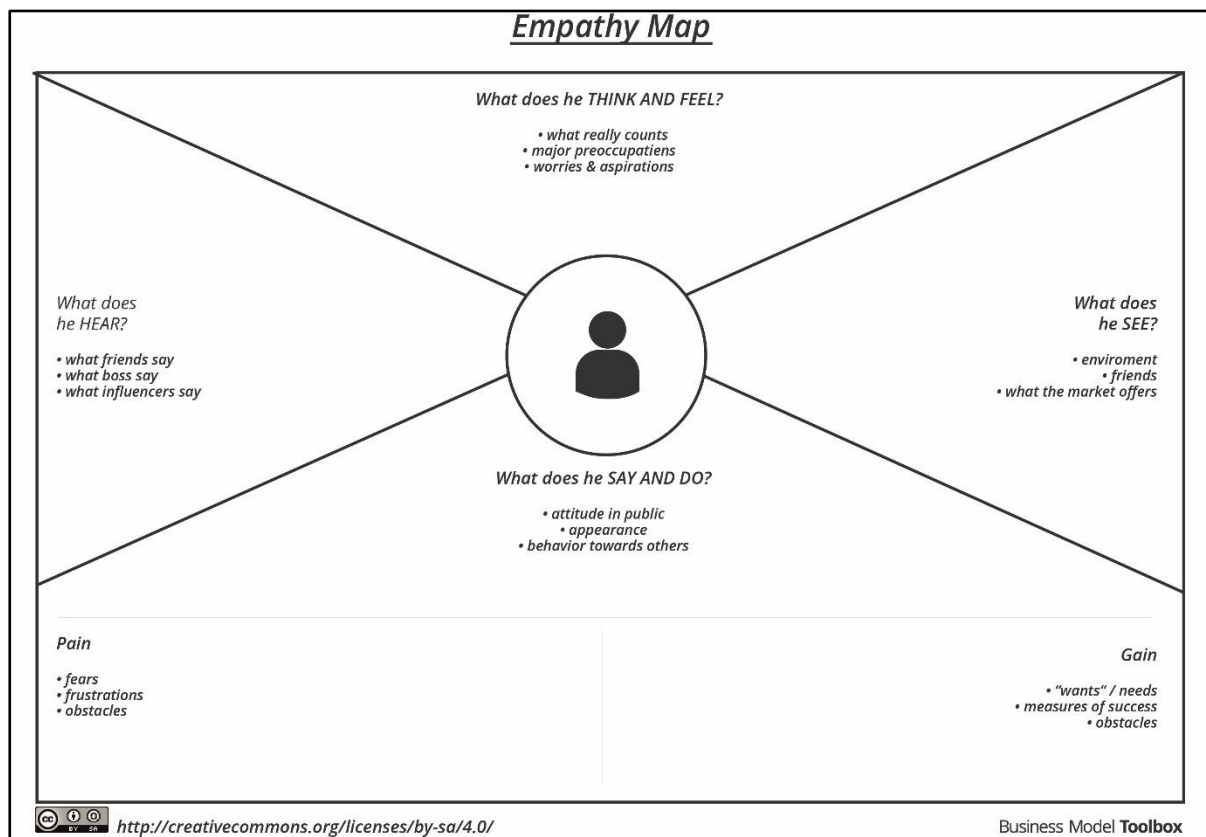 Empathy Map
What does he THINK AND FEEL?
• what really counts
• major preoccupatiens
• worries & aspirations
What does
he HEAR?
• what friends say
• what boss say
• what influencers say
What does
he SEE?
• enviroment
• friends
• what the market offers
What does he SAY AND DO?
• attitude in public
• appearance
• behavior towards others
Pain
• fears
• frustrations
• obstacles
Gain
• “wants“ / needs
• measures of success
• obstacles
cc BY SA
http://creativecommons.org/licenses/by-sa/4.0/
Business Model Toolbox